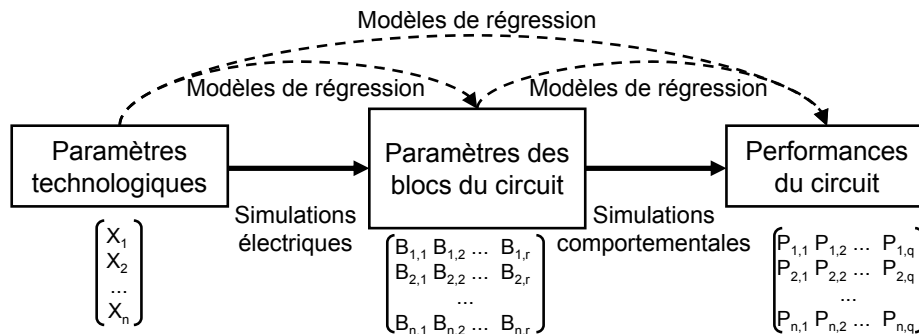 Modèles de régression
Modèles de régression
Modèles de régression
Paramètres
technologiques
Paramètres des
blocs du circuit
Performances
du circuit
Simulations
électriques
Simulations
comportementales
X₁
X₂
...
Xₙ
B₁,₁ B₁,₂ ... B₁,ᵣ
B₂,₁ B₂,₂ ... B₂,ᵣ
...
Bₙ,₁ Bₙ,₂ ... Bₙ,ᵣ
P₁,₁ P₁,₂ ... P₁,q
P₂,₁ P₂,₂ ... P₂,q
...
Pₙ,₁ Pₙ,₂ ... Pₙ,q